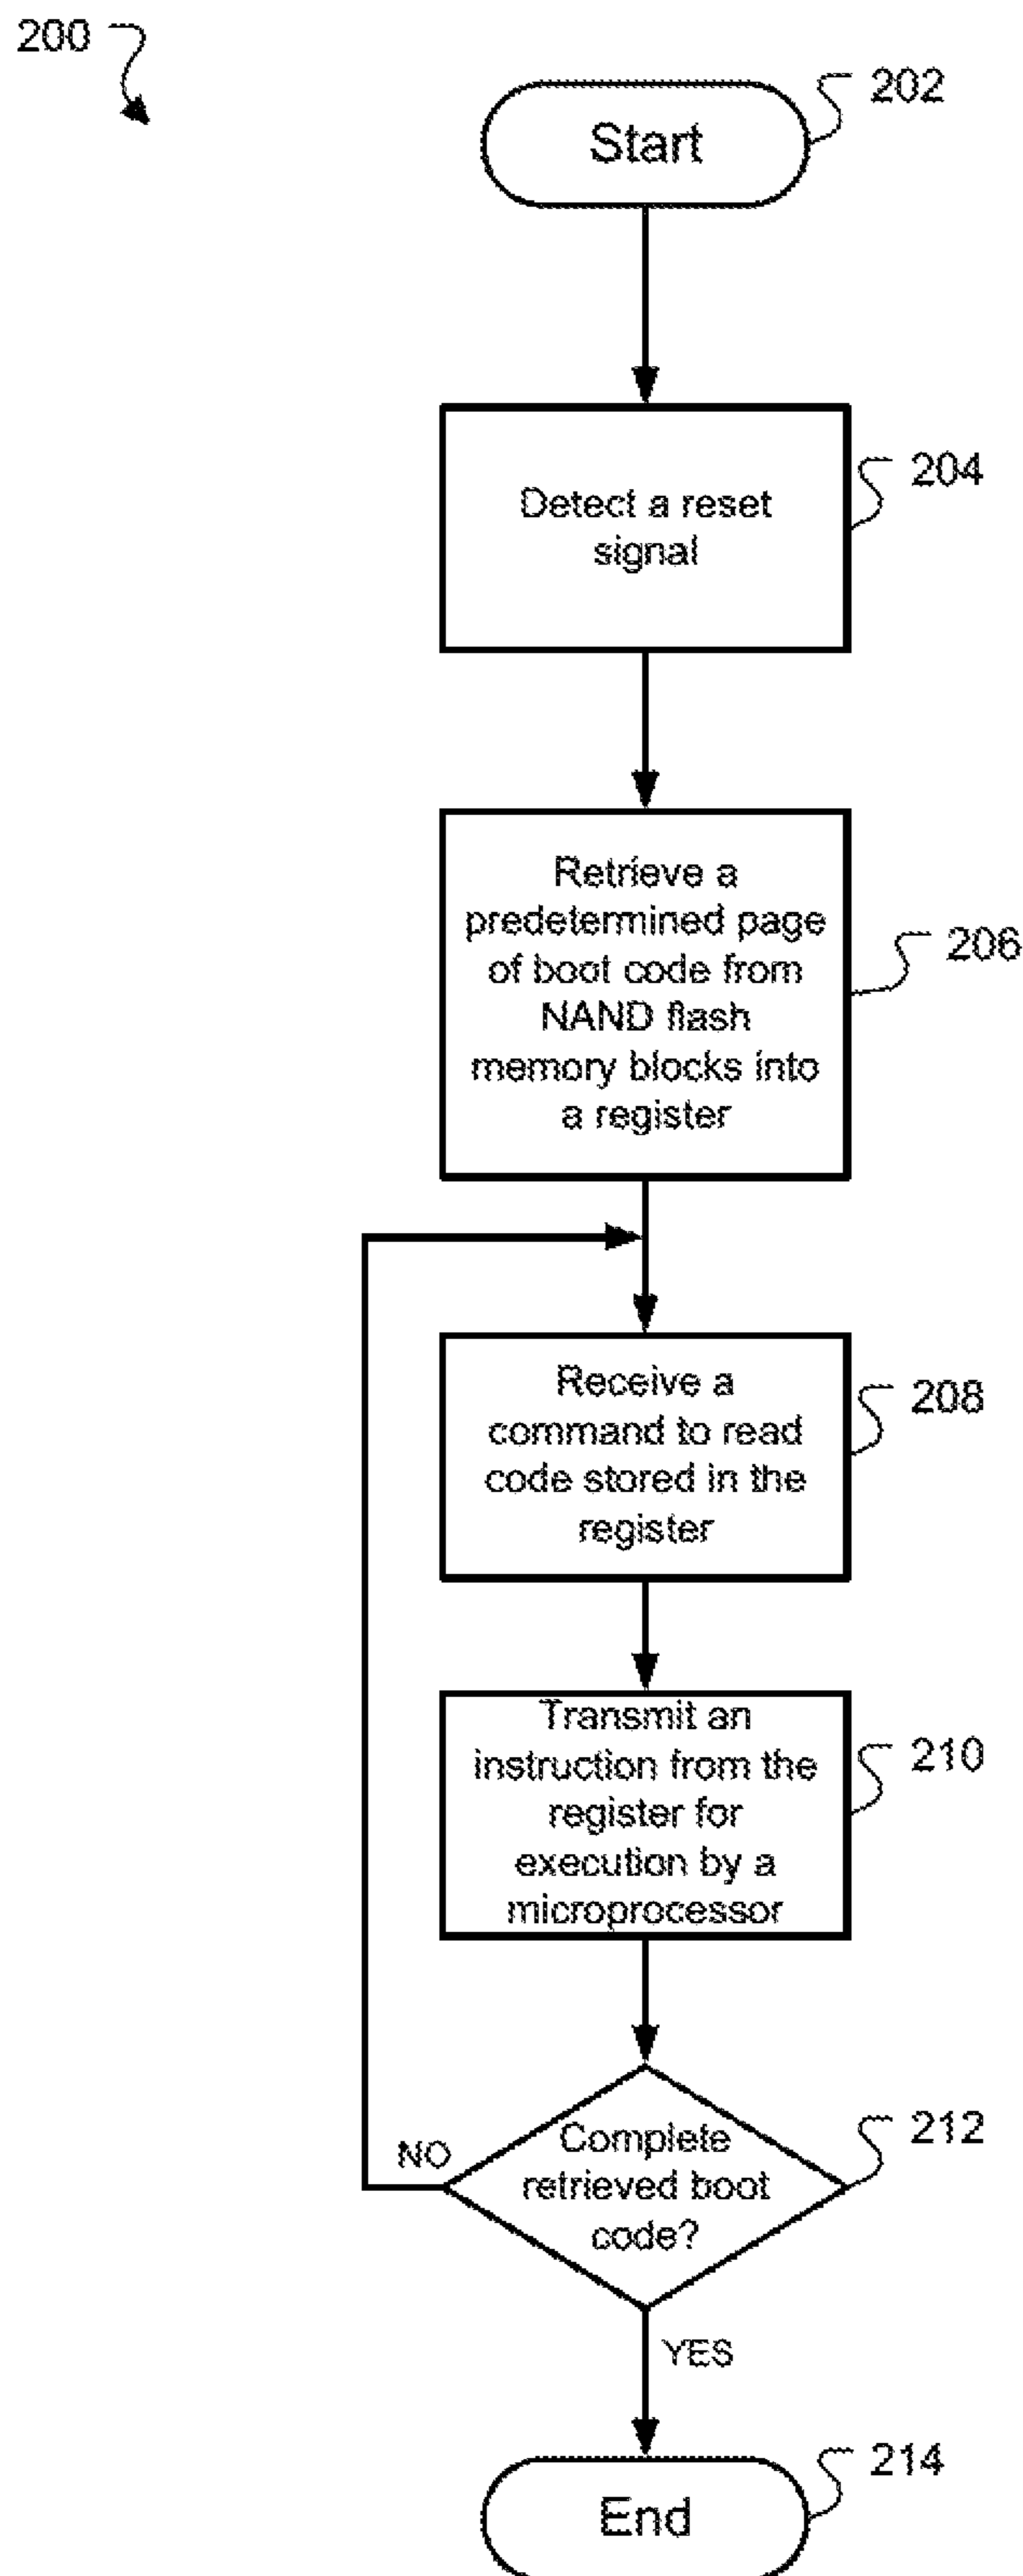 200
202
Start
204
Detect a reset
signal
Retrieve a
predetermined page
of boot code from
NAND flash
memory blocks into
a register
206
Receive a
command to read
code stored in the
register
208
Transmit an
instruction from the
register for
execution by a
microprocessor
210
Complete
retrieved boot
code?
212
NO
YES
214
End